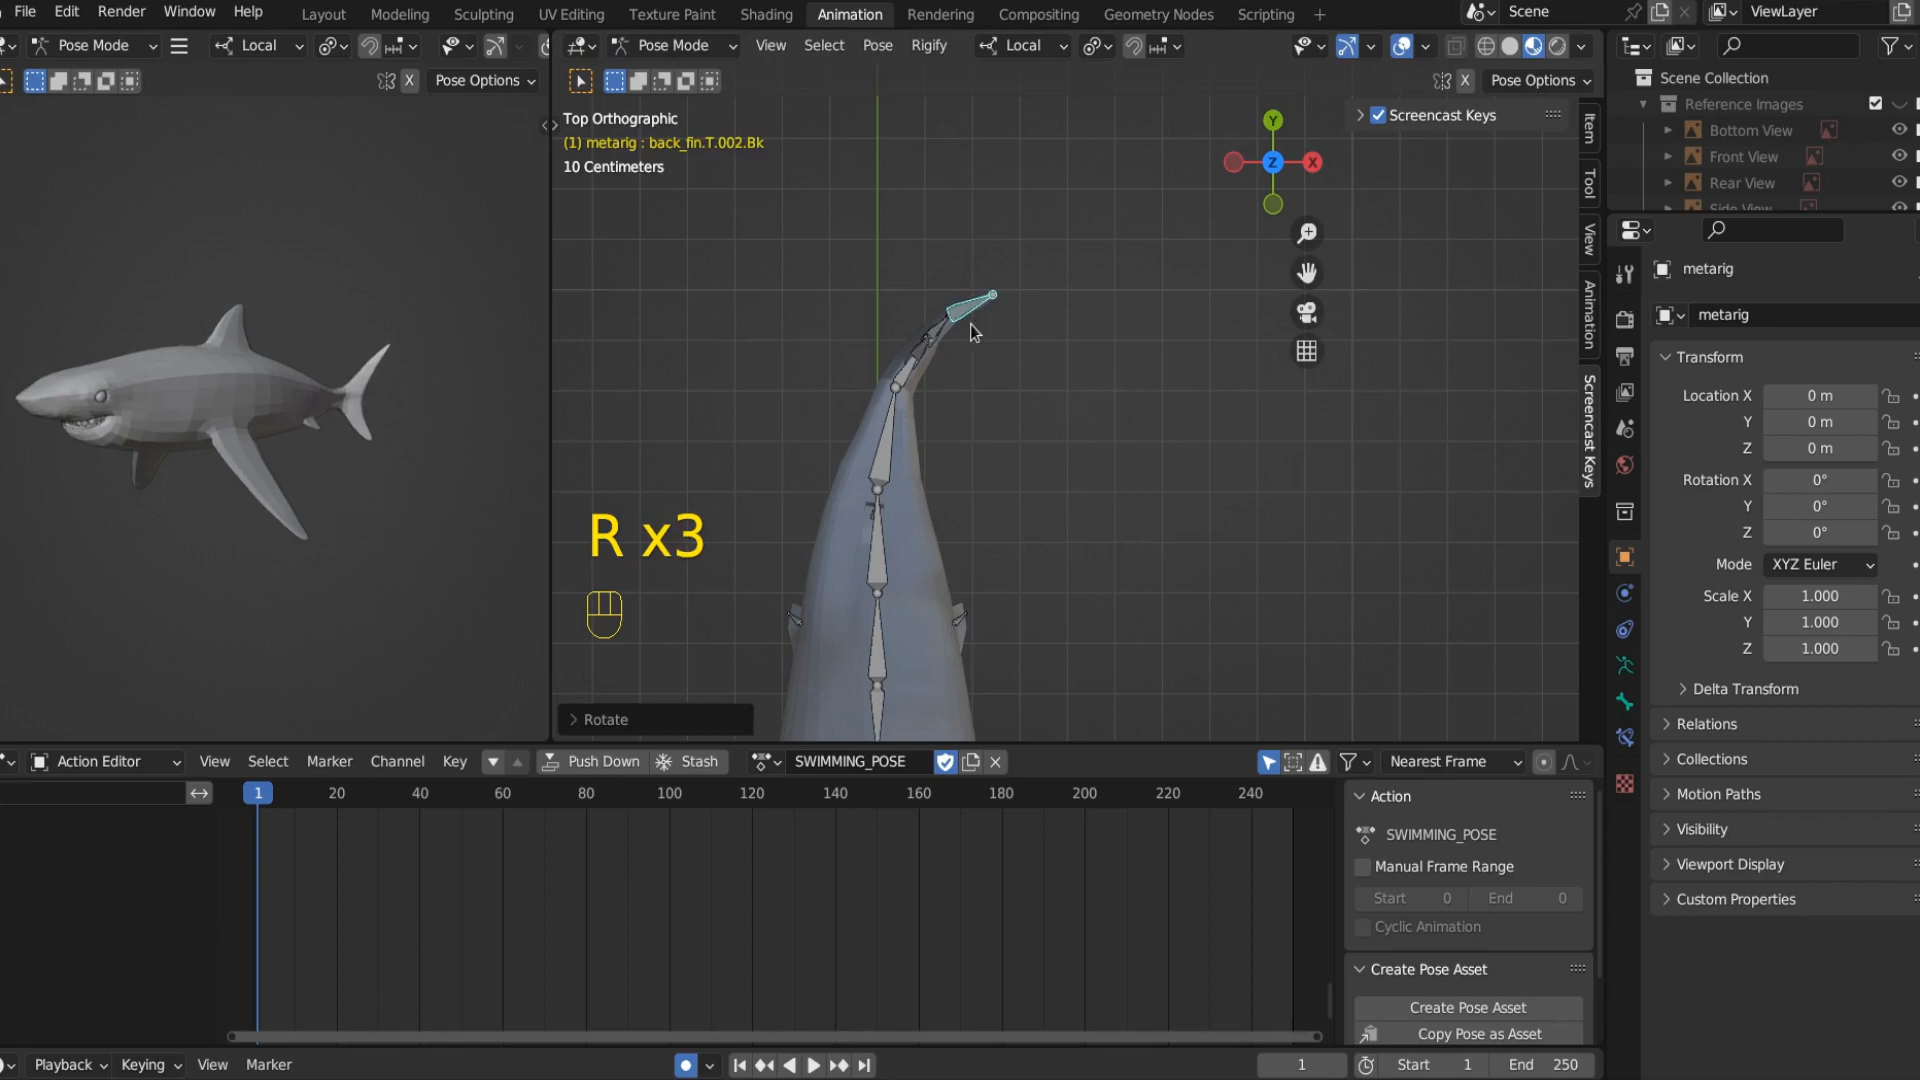 File Edit Render Window Help Layout Modeling Sculpting UV Editing Texture Paint Shading Animation Rendering Compositing Geometry Nodes Scripting + Scene ViewLayer
Pose Mode Local Pose Mode View Select Pose Rigify Local
X Pose Options X Pose Options
Scene Collection
Reference Images
Bottom View
Front View
Rear View
Side View
Top Orthographic
(1) metarig : back_fin.T.002.Bk
10 Centimeters
Y
Z
X
Screencast Keys
Item
Tool
View
Animation
Screencast Keys
metarig
metarig
Transform
Location X 0 m
Y 0 m
Z 0 m
Rotation X 0°
Y 0°
Z 0°
Mode XYZ Euler
Scale X 1.000
Y 1.000
Z 1.000
Delta Transform
Relations
Collections
Motion Paths
Visibility
Viewport Display
Custom Properties
R x3
Rotate
Action Editor View Select Marker Channel Key Push Down Stash SWIMMING_POSE Nearest Frame
1 20 40 60 80 100 120 140 160 180 200 220 240
Action
SWIMMING_POSE
Manual Frame Range
Start 0 End 0
Cyclic Animation
Create Pose Asset
Create Pose Asset
Copy Pose as Asset
Playback Keying View Marker 1 Start 1 End 250